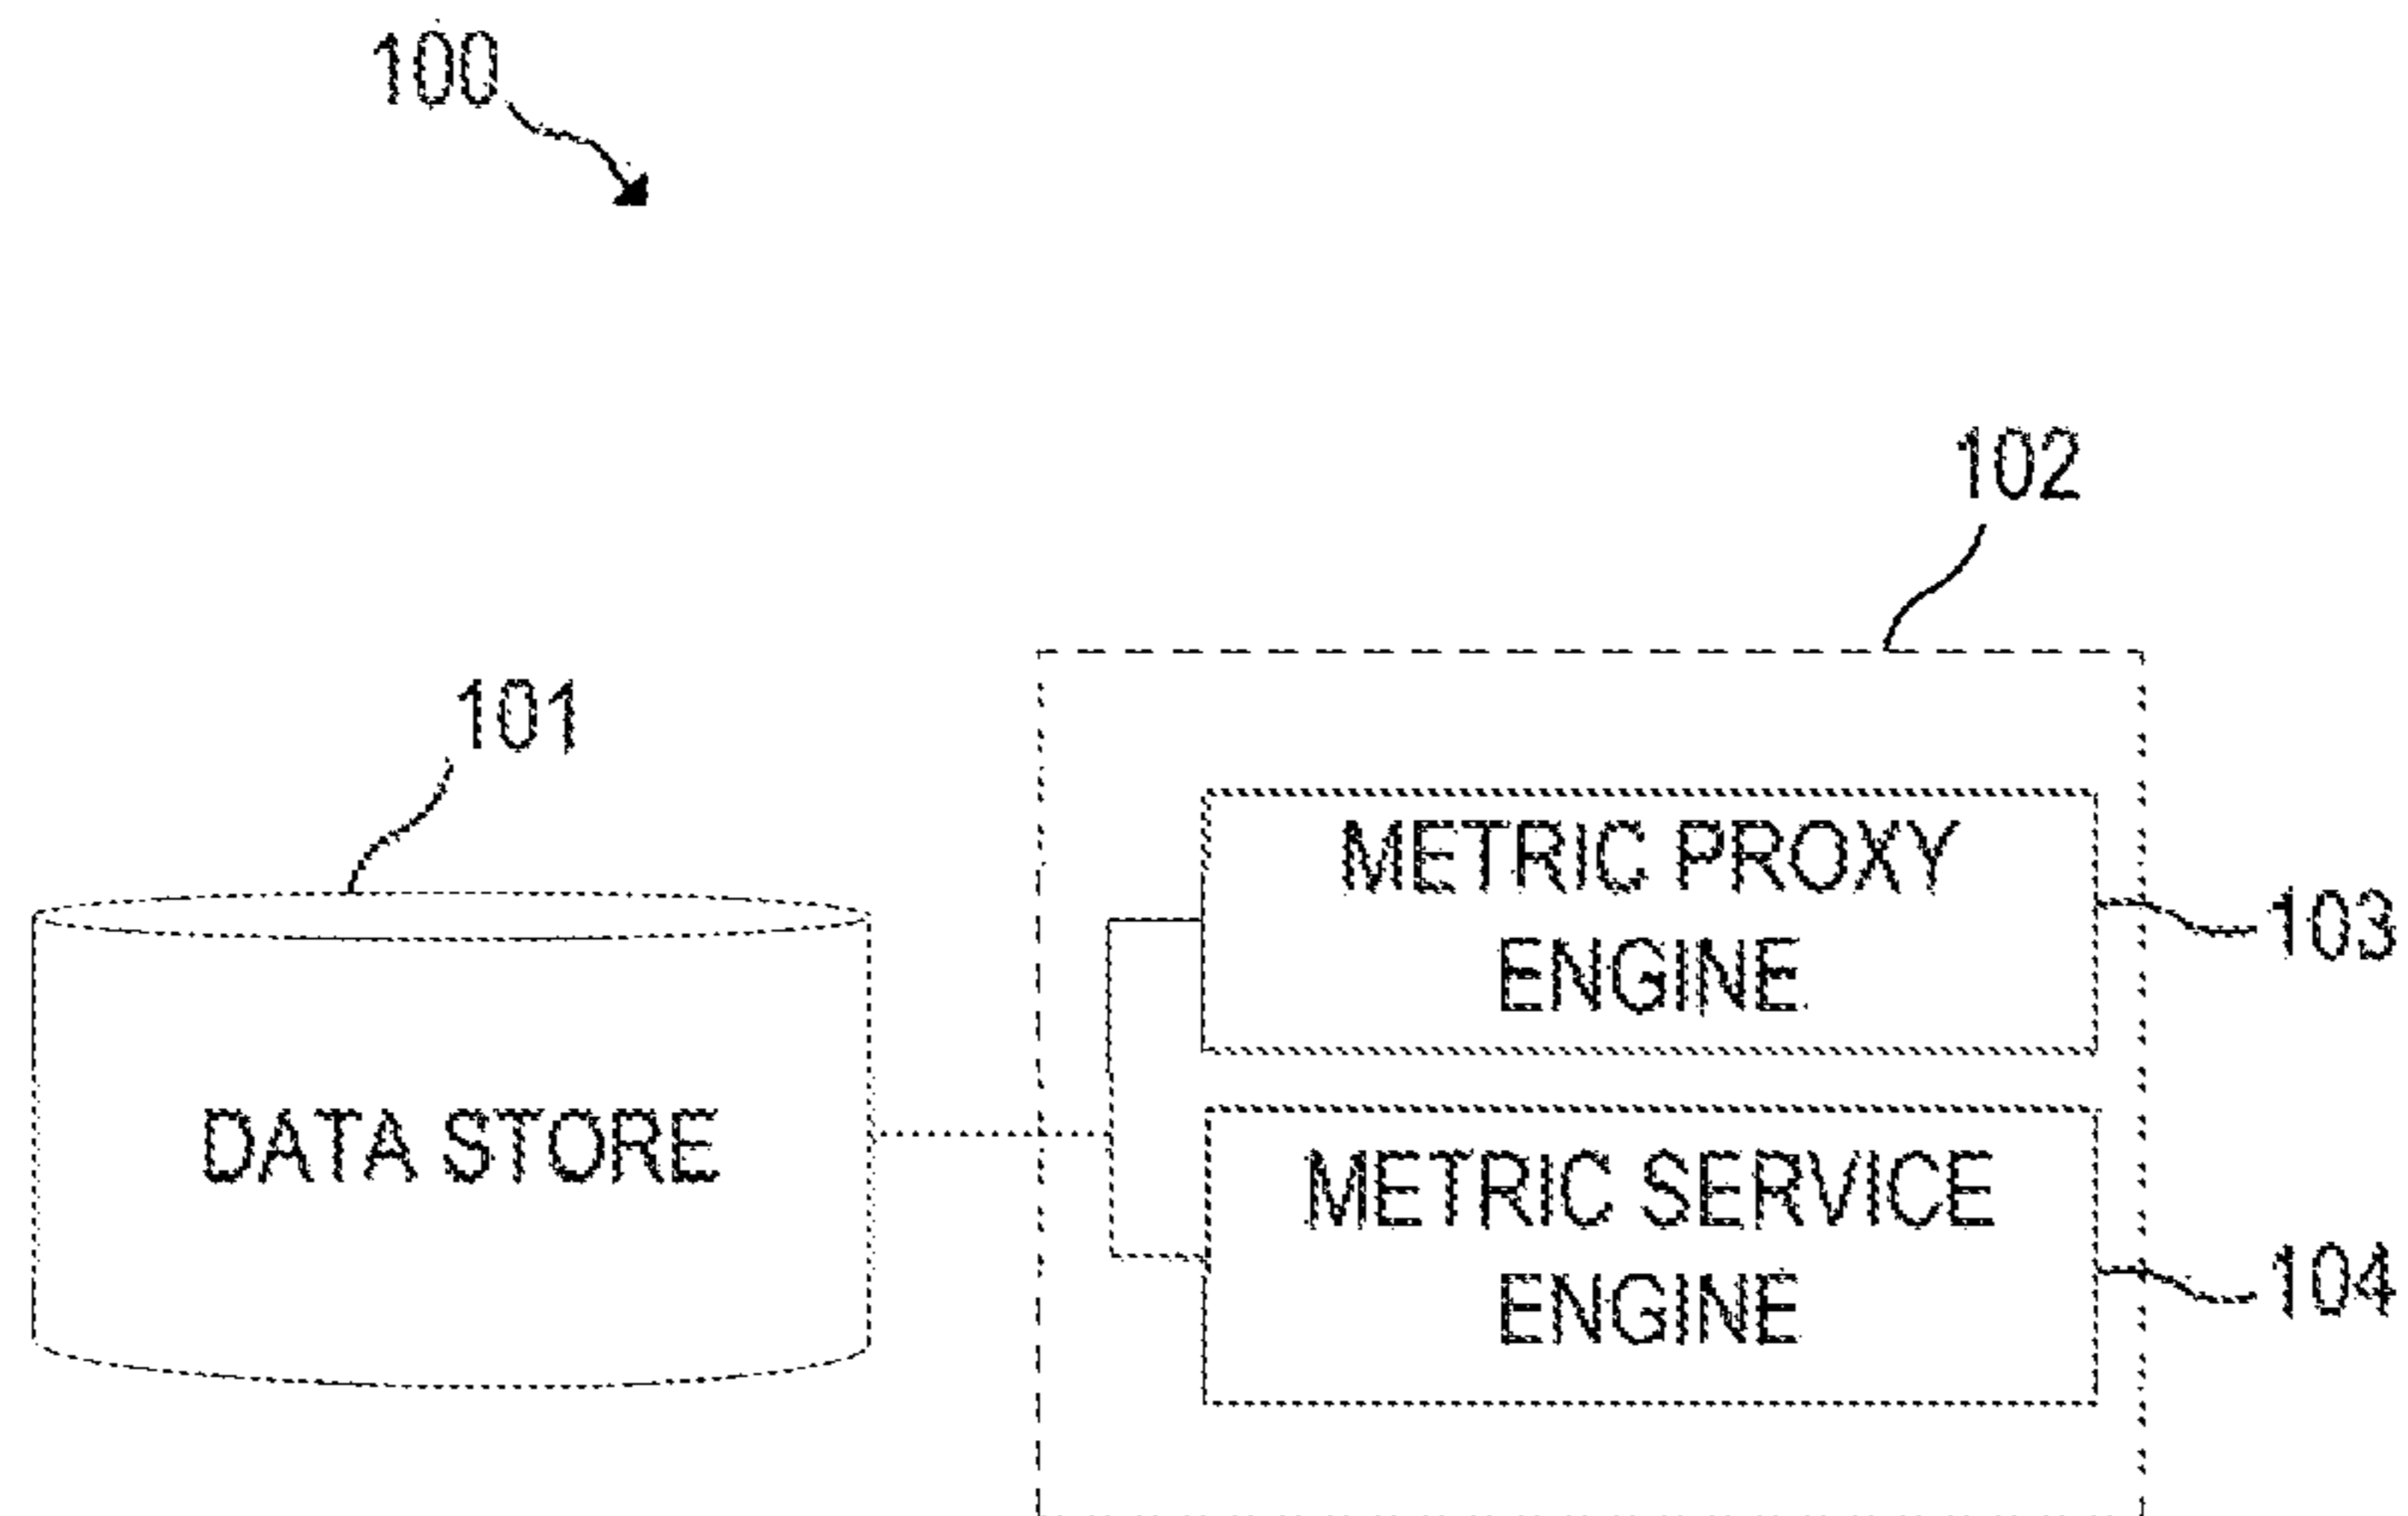 100
102
101
METRIC PROXY
ENGINE
103
DATA STORE
METRIC SERVICE
ENGINE
104